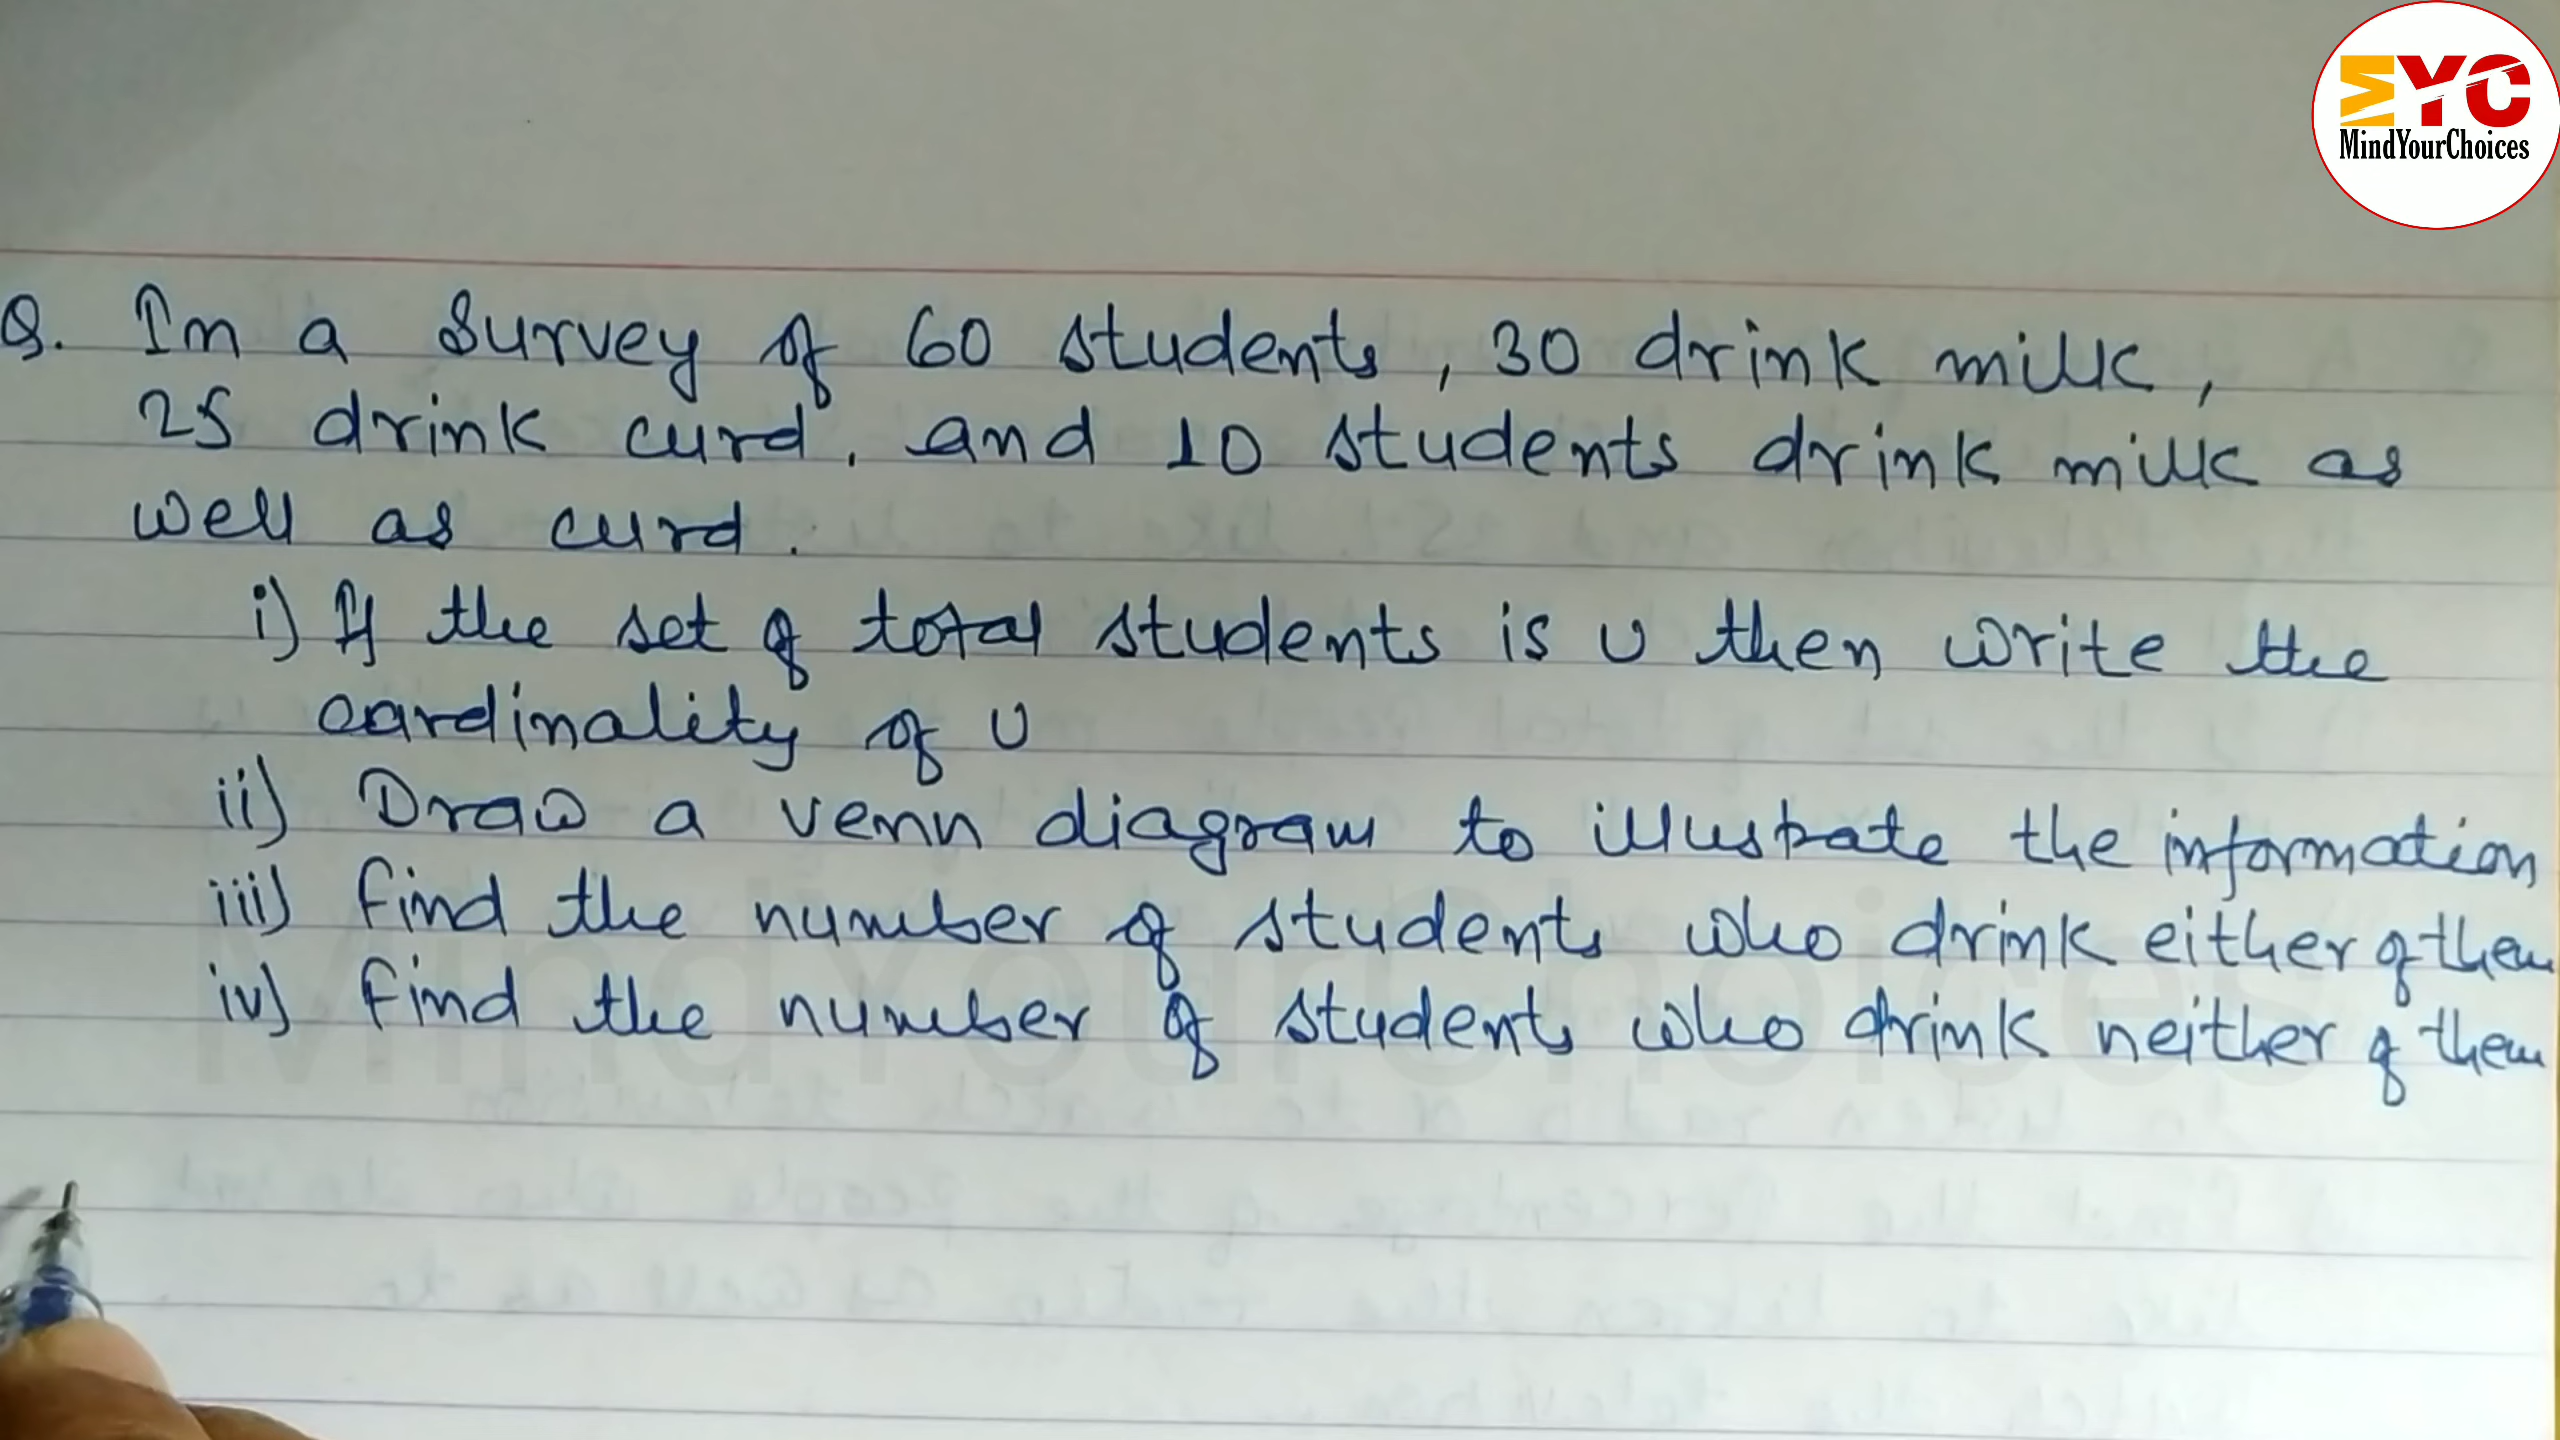 MYC
MindYourChoices
Q. In a survey of 60 students, 30 drink milk,
25 drink curd, and 10 students drink milk as
well as curd.
i) If the set of total students is U then write the
cardinality of U
ii) Draw a venn diagram to illustrate the information
iii) Find the number of students who drink either of them
iv) Find the number of students who drink neither of them
MindYourChoices